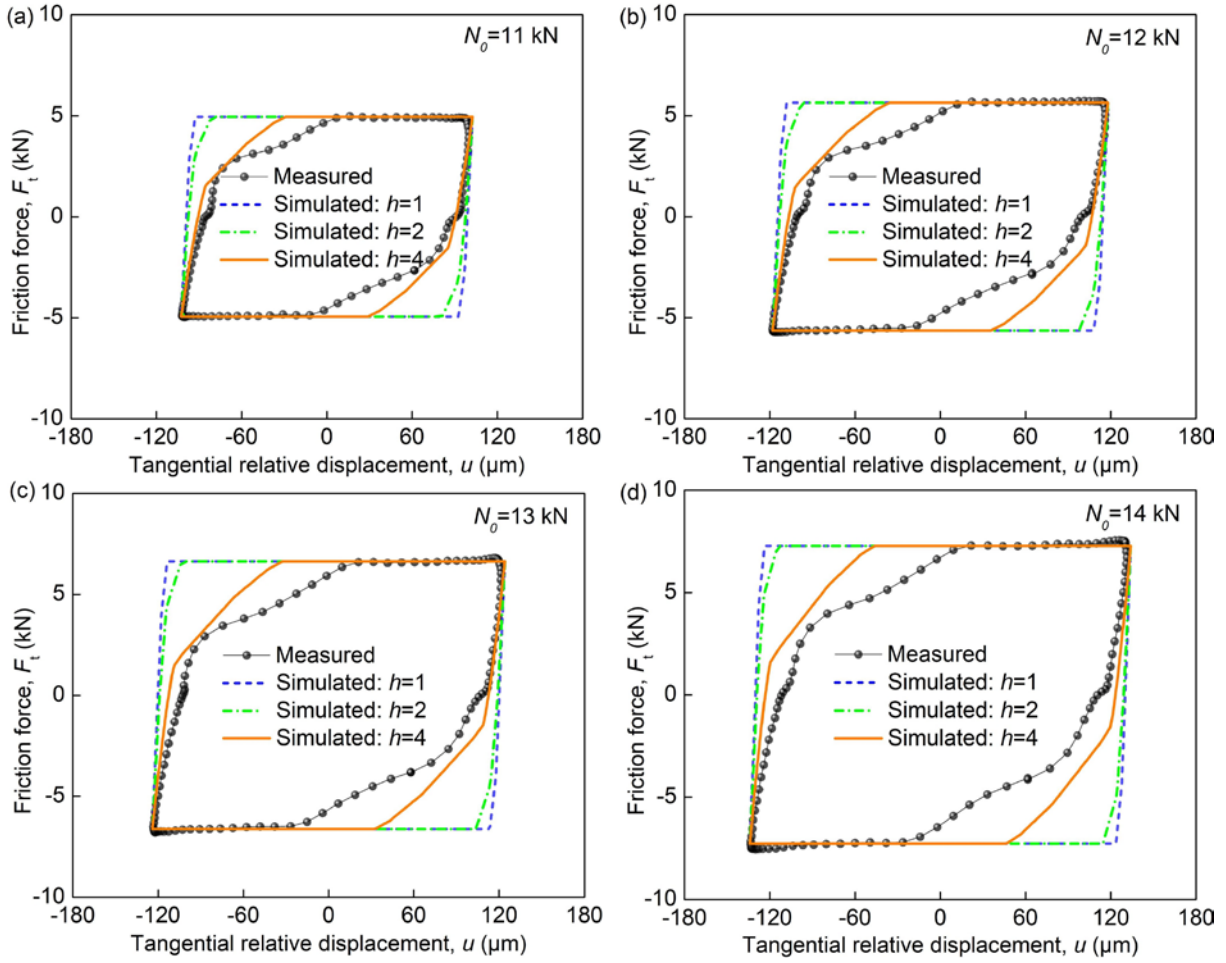 (a)
N₀=11 kN
Friction force, Fₜ (kN)
10
5
0
-5
-10
Measured
Simulated: h=1
Simulated: h=2
Simulated: h=4
-180 -120 -60 0 60 120 180
Tangential relative displacement, u (μm)
(b)
N₀=12 kN
Friction force, Fₜ (kN)
10
5
0
-5
-10
Measured
Simulated: h=1
Simulated: h=2
Simulated: h=4
-180 -120 -60 0 60 120 180
Tangential relative displacement, u (μm)
(c)
N₀=13 kN
Friction force, Fₜ (kN)
10
5
0
-5
-10
Measured
Simulated: h=1
Simulated: h=2
Simulated: h=4
-180 -120 -60 0 60 120 180
Tangential relative displacement, u (μm)
(d)
N₀=14 kN
Friction force, Fₜ (kN)
10
5
0
-5
-10
Measured
Simulated: h=1
Simulated: h=2
Simulated: h=4
-180 -120 -60 0 60 120 180
Tangential relative displacement, u (μm)